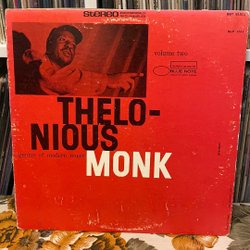 STEREO
volume two
BLUE NOTE
THELO-
NIOUS
genius of modern music
MONK